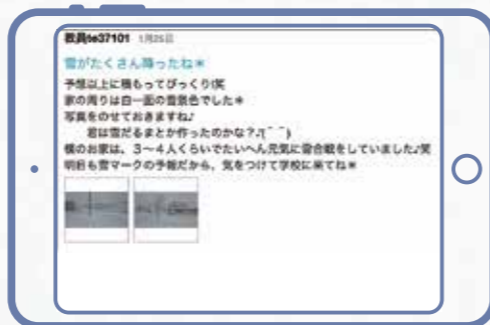 教員te37101 1月25日
雪がたくさん降ったね＊
予想以上に積もってびっくり!笑
家の周りは白一面の雪景色でした＊
写真をのせておきますね♪
君は雪だるまとか作ったのかな？
横のお家は、3〜4人くらいでたいへん元気に雪合戦をしていました♪笑
明日も雪マークの予報だから、気をつけて学校に来てね＊